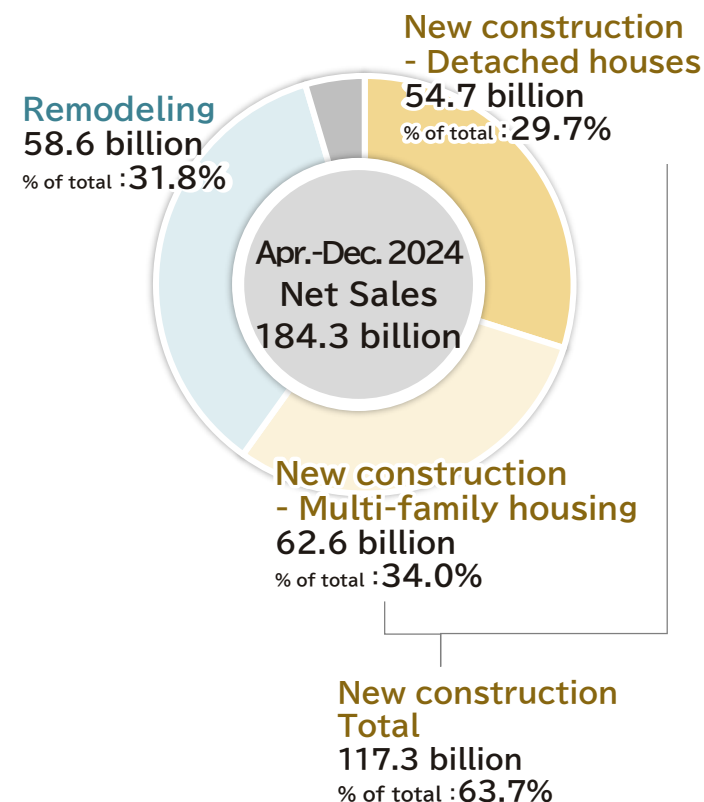 New construction
- Detached houses
54.7 billion
% of total :29.7%
Remodeling
58.6 billion
% of total :31.8%
Apr.-Dec. 2024
Net Sales
184.3 billion
New construction
- Multi-family housing
62.6 billion
% of total :34.0%
New construction
Total
117.3 billion
% of total :63.7%